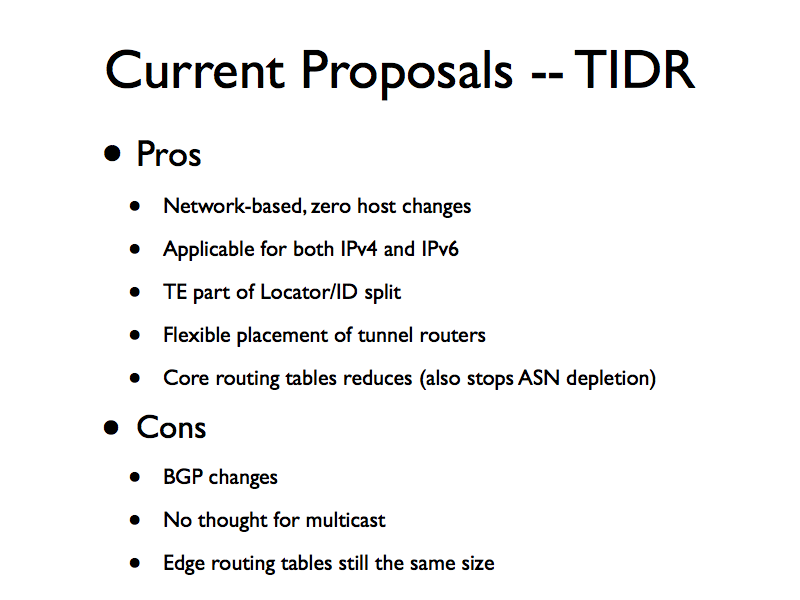 Current Proposals -- TIDR
• Pros
• Network-based, zero host changes
• Applicable for both IPv4 and IPv6
• TE part of Locator/ID split
• Flexible placement of tunnel routers
• Core routing tables reduces (also stops ASN depletion)
• Cons
• BGP changes
• No thought for multicast
• Edge routing tables still the same size